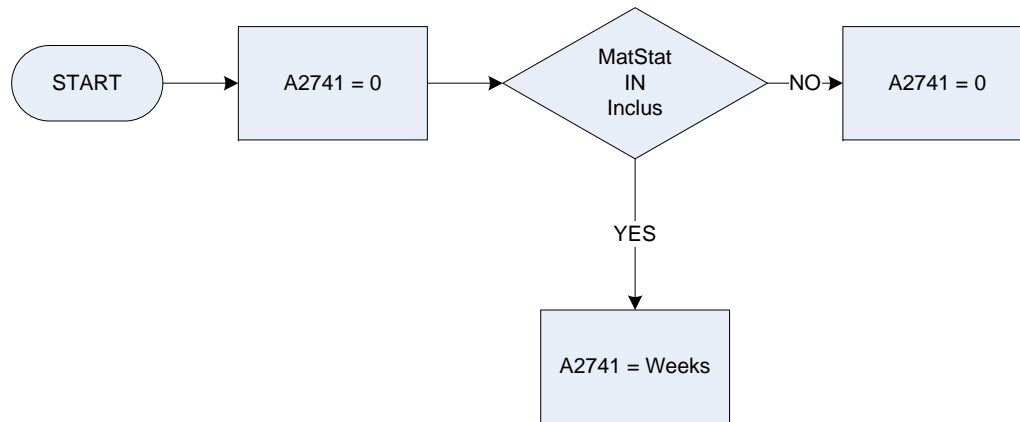 START
A2741 = 0
MatStat
IN
Inclus
NO
A2741 = 0
YES
A2741 = Weeks